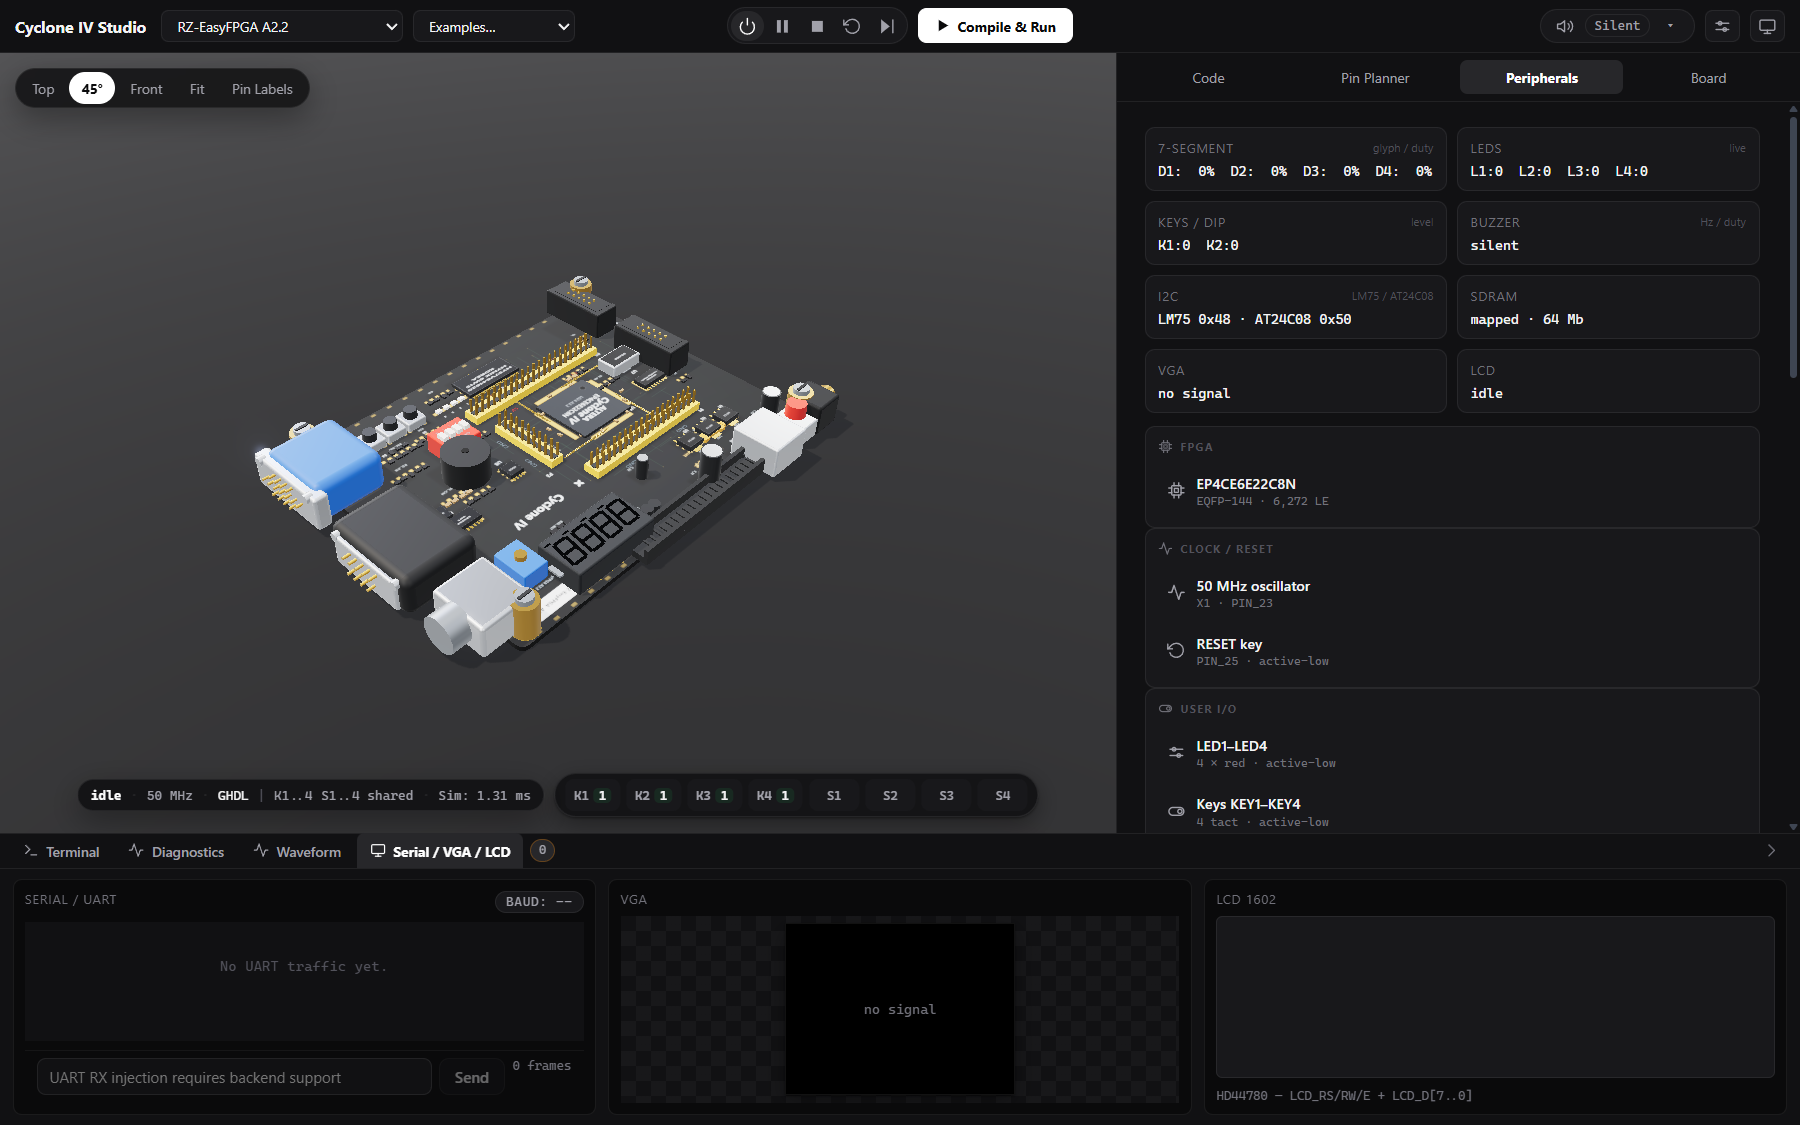 Cyclone IV Studio
RZ-EasyFPGA A2.2
Examples...
Compile & Run
Silent
Top
45°
Front
Fit
Pin Labels
Code
Pin Planner
Peripherals
Board
7-SEGMENT
glyph / duty
D1: 0% D2: 0% D3: 0% D4: 0%
LEDS
live
L1:0 L2:0 L3:0 L4:0
KEYS / DIP
level
K1:0 K2:0
BUZZER
Hz / duty
silent
I2C
LM75 / AT24C08
LM75 0x48 · AT24C08 0x50
SDRAM
mapped · 64 Mb
VGA
no signal
LCD
idle
FPGA
EP4CE6E22C8N
EQFP-144 · 6,272 LE
CLOCK / RESET
50 MHz oscillator
X1 · PIN_23
RESET key
PIN_25 · active-low
USER I/O
LED1–LED4
4 × red · active-low
Keys KEY1–KEY4
4 tact · active-low
ALTERA
Cyclone IV
Cyclone IV
8888
idle · 50 MHz · GHDL | K1..4 S1..4 shared · Sim: 1.31 ms
K1 1
K2 1
K3 1
K4 1
S1
S2
S3
S4
Terminal
Diagnostics
Waveform
Serial / VGA / LCD
0
SERIAL / UART
BAUD: --
No UART traffic yet.
UART RX injection requires backend support
Send
0 frames
VGA
no signal
LCD 1602
HD44780 — LCD_RS/RW/E + LCD_D[7..0]